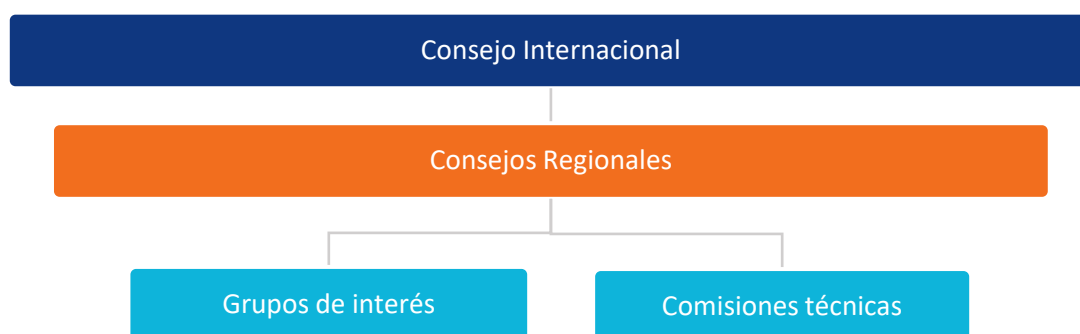 Consejo Internacional
Consejos Regionales
Grupos de interés
Comisiones técnicas